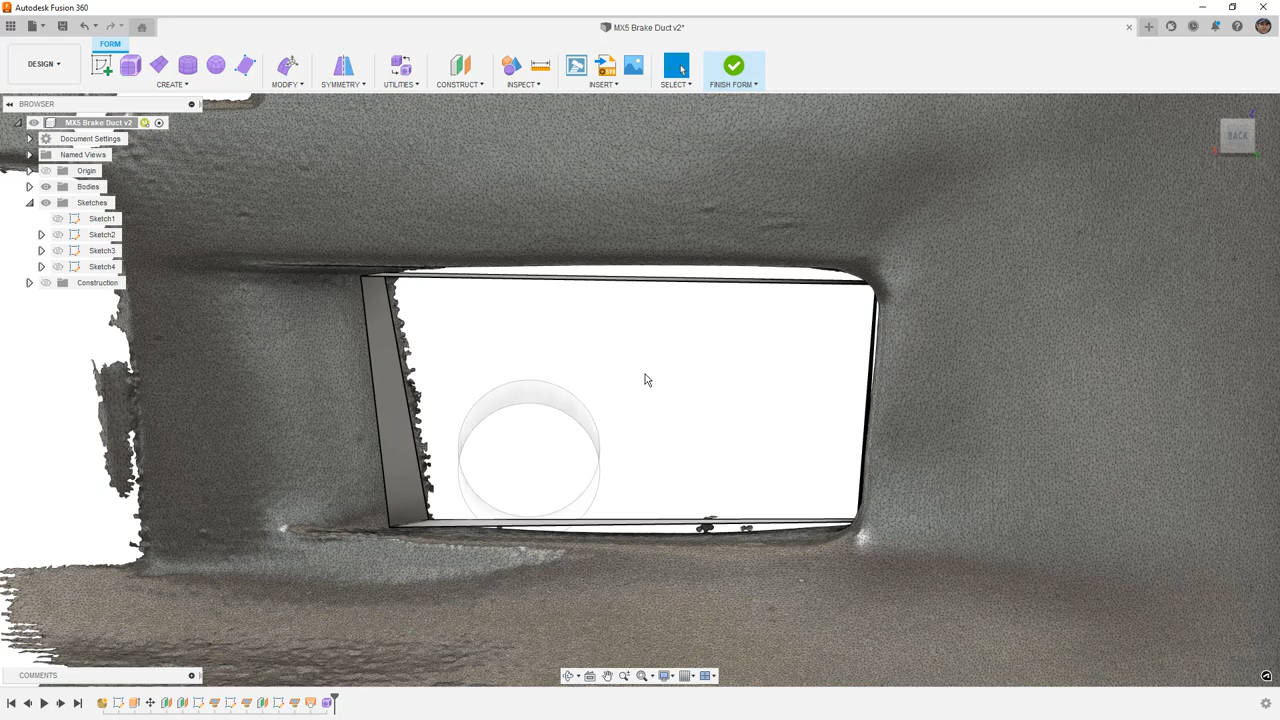 Autodesk Fusion 360
MX5 Brake Duct v2*
FORM
DESIGN
CREATE
MODIFY
SYMMETRY
UTILITIES
CONSTRUCT
INSPECT
INSERT
SELECT
FINISH FORM
BROWSER
MX5 Brake Duct v2
Document Settings
Named Views
Origin
Bodies
Sketches
Sketch1
Sketch2
Sketch3
Sketch4
Construction
BACK
COMMENTS